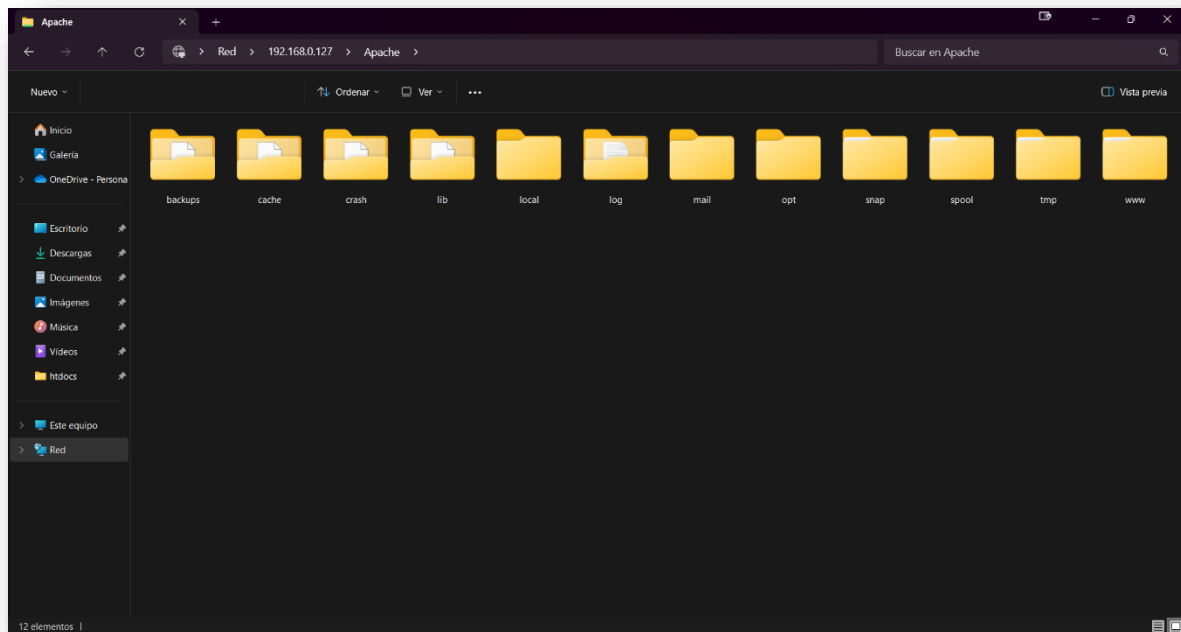 Apache
Red > 192.168.0.127 > Apache >
Buscar en Apache
Nuevo
Ordenar
Ver
Vista previa
Inicio
Galería
OneDrive - Persona
Escritorio
Descargas
Documentos
Imágenes
Música
Vídeos
htdocs
Este equipo
Red
backups cache crash lib local log mail opt snap spool tmp www
12 elementos